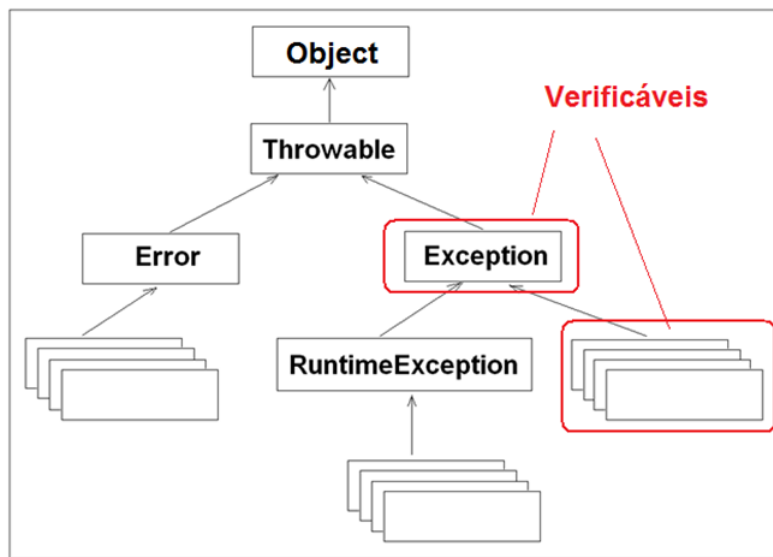 Object
Verificáveis
Throwable
Error
Exception
RuntimeException